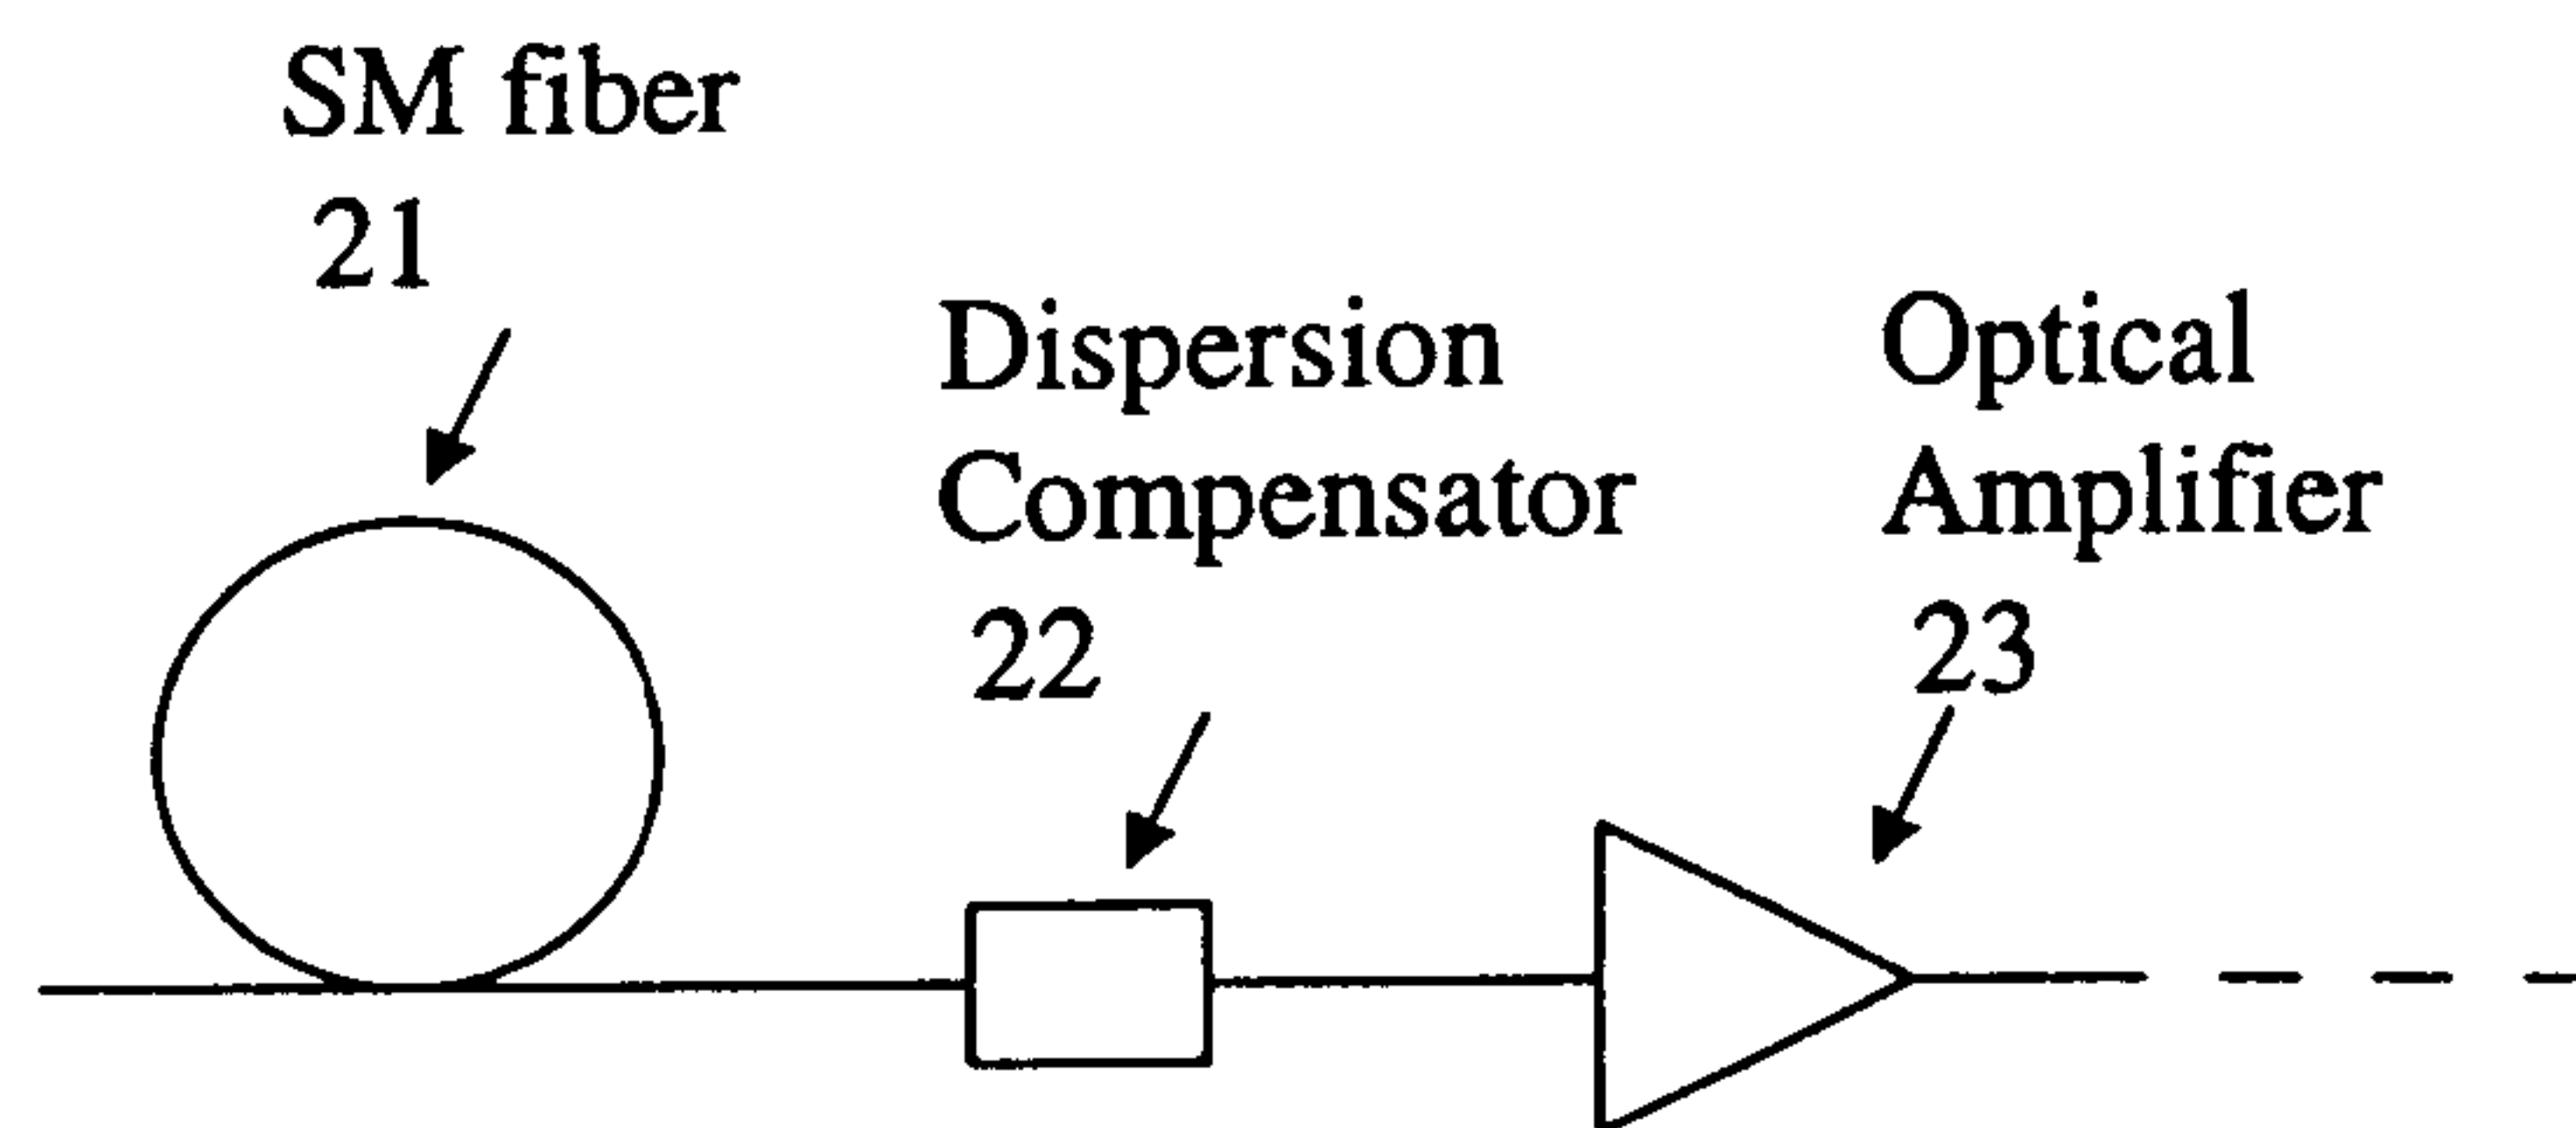 SM fiber
21
Dispersion
Compensator
22
Optical
Amplifier
23